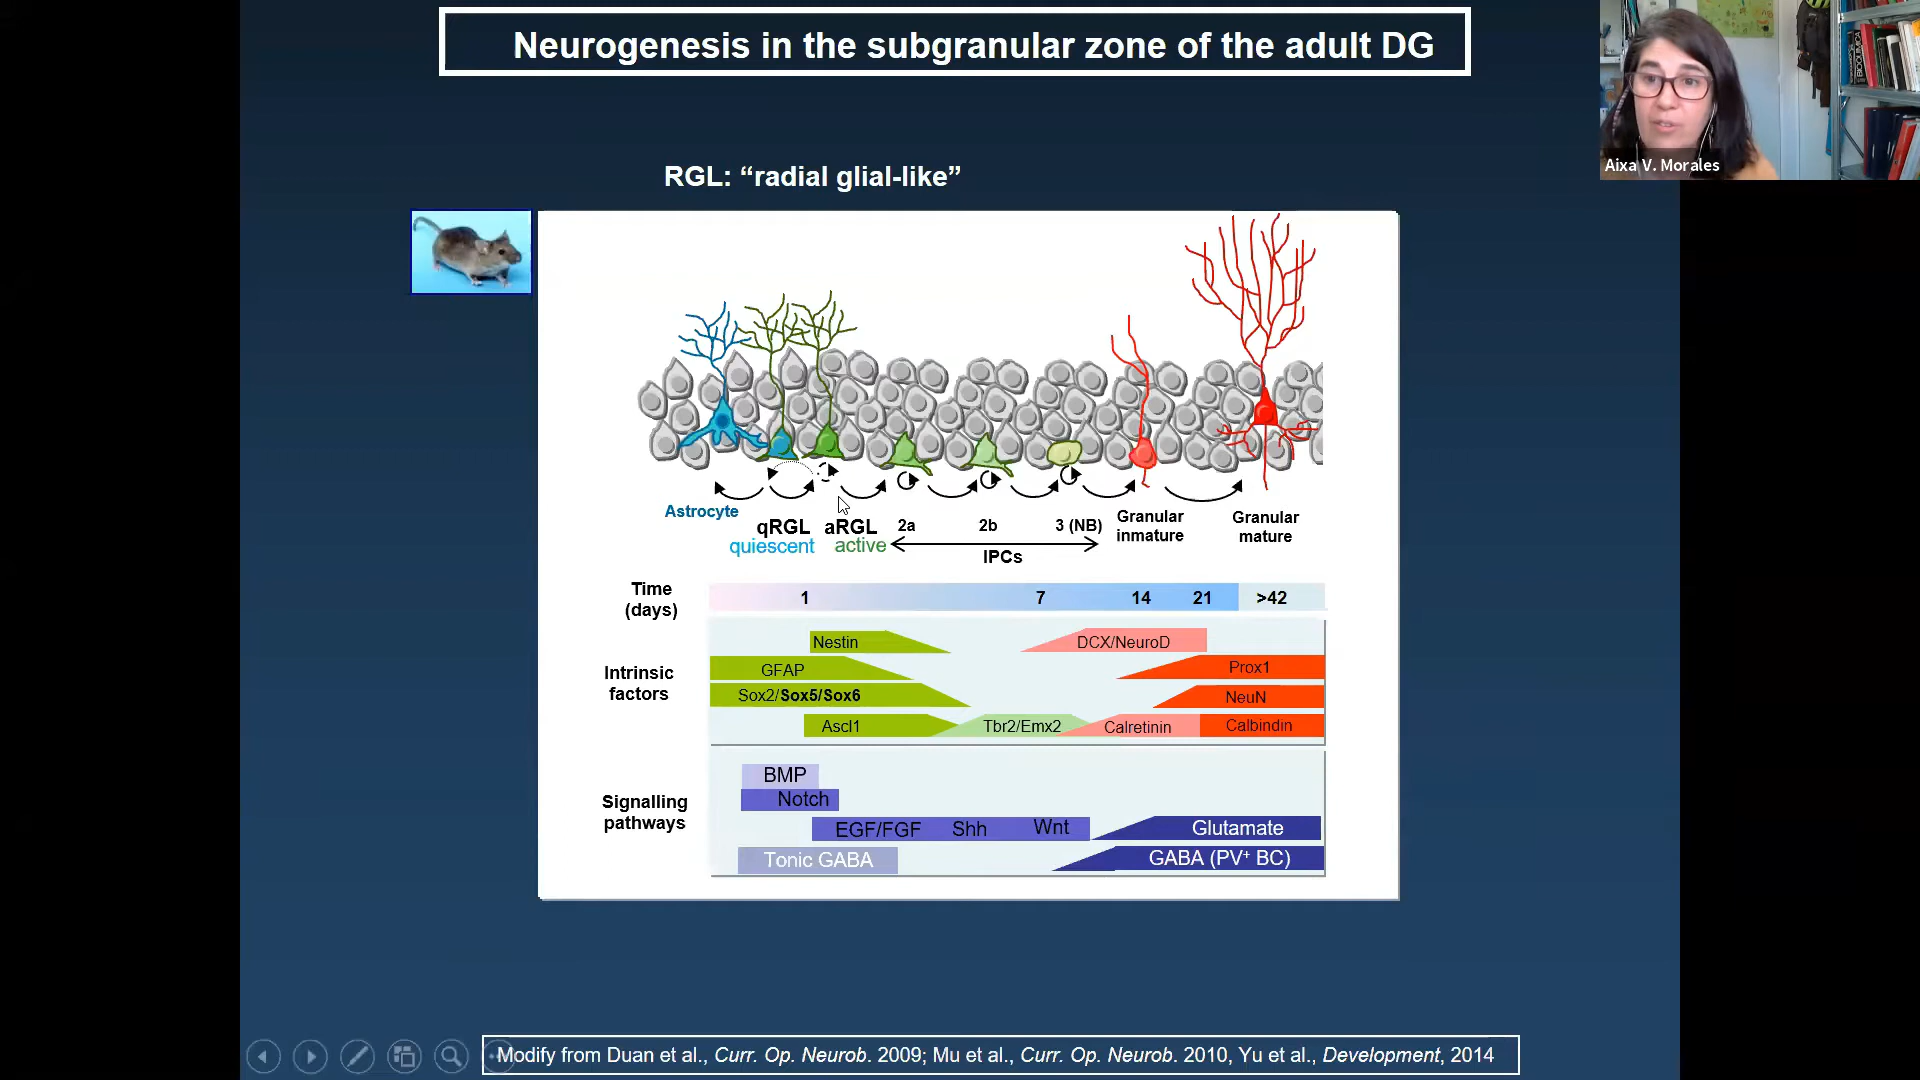 Neurogenesis in the subgranular zone of the adult DG
Aixa V. Morales
RGL: “radial glial-like”
Astrocyte
qRGL
quiescent
aRGL
active
2a
2b
3 (NB)
IPCs
Granular
inmature
Granular
mature
Time
(days)
1
7
14
21
>42
Intrinsic
factors
Nestin
DCX/NeuroD
GFAP
Prox1
Sox2/Sox5/Sox6
NeuN
Ascl1
Tbr2/Emx2
Calretinin
Calbindin
Signalling
pathways
BMP
Notch
EGF/FGF
Shh
Wnt
Glutamate
Tonic GABA
GABA (PV⁺ BC)
Modify from Duan et al., Curr. Op. Neurob. 2009; Mu et al., Curr. Op. Neurob. 2010, Yu et al., Development, 2014